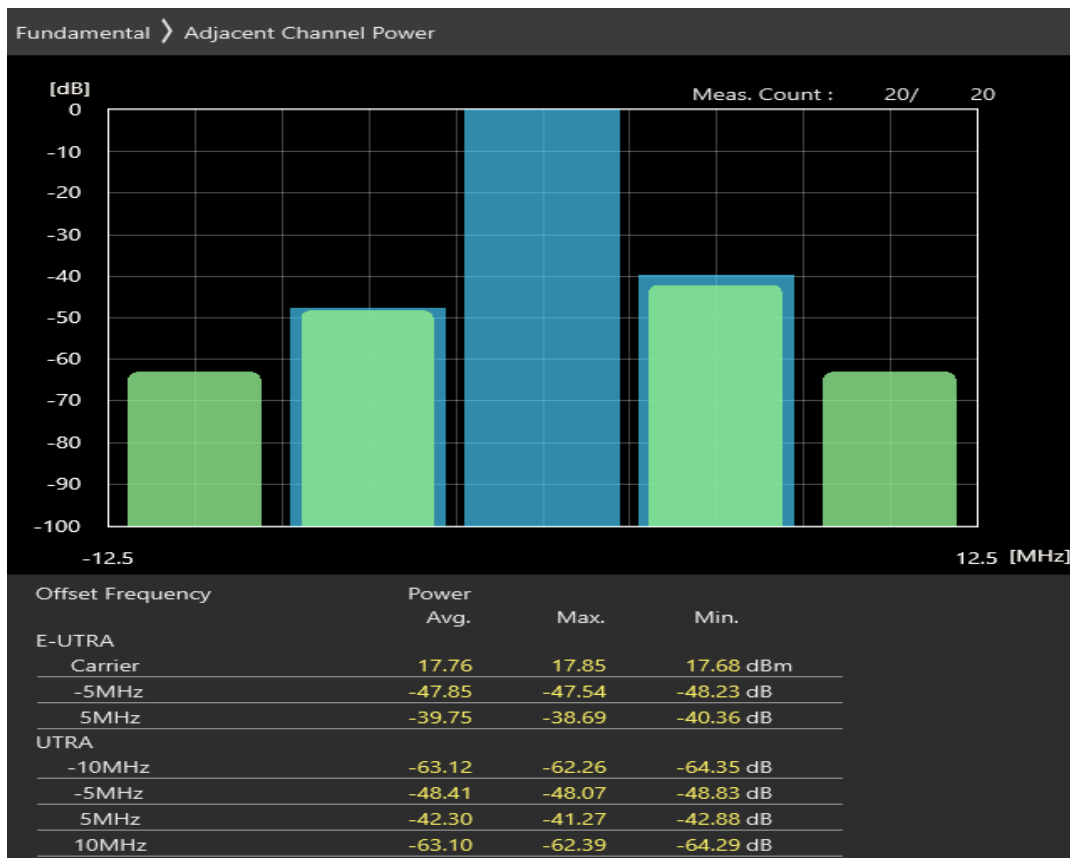 Fundamental 〉 Adjacent Channel Power
[dB]
Meas. Count : 20/ 20
0
-10
-20
-30
-40
-50
-60
-70
-80
-90
-100
-12.5 12.5 [MHz]
Offset Frequency Power
Avg. Max. Min.
E-UTRA
Carrier 17.76 17.85 17.68 dBm
-5MHz -47.85 -47.54 -48.23 dB
5MHz -39.75 -38.69 -40.36 dB
UTRA
-10MHz -63.12 -62.26 -64.35 dB
-5MHz -48.41 -48.07 -48.83 dB
5MHz -42.30 -41.27 -42.88 dB
10MHz -63.10 -62.39 -64.29 dB